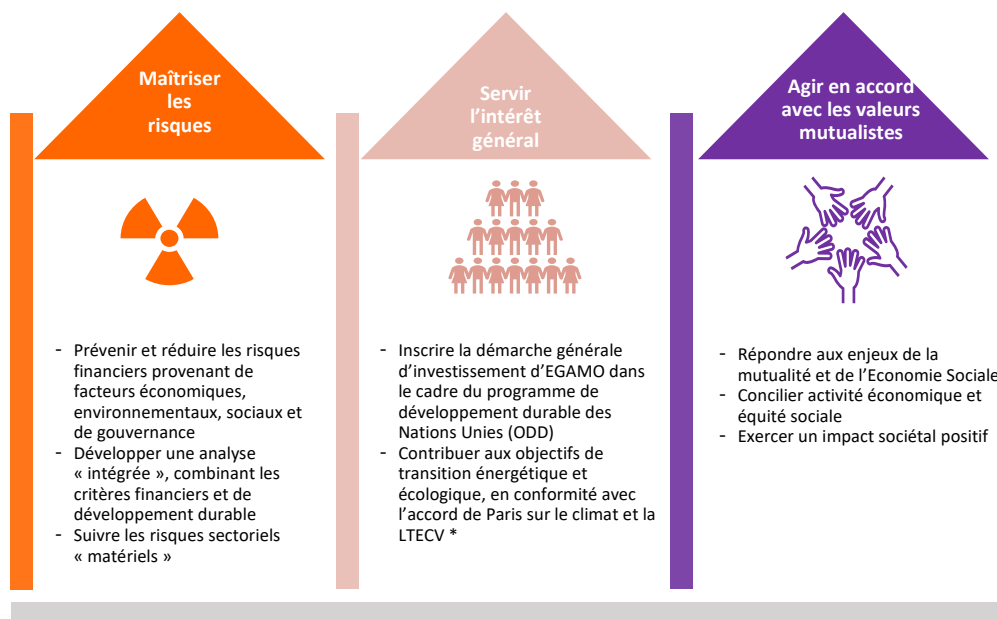 Maîtriser
les
risques
- Prévenir et réduire les risques
financiers provenant de
facteurs économiques,
environnementaux, sociaux et
de gouvernance
- Développer une analyse
« intégrée », combinant les
critères financiers et de
développement durable
- Suivre les risques sectoriels
« matériels »
Servir
l’intérêt
général
- Inscrire la démarche générale
d’investissement d’EGAMO dans
le cadre du programme de
développement durable des
Nations Unies (ODD)
- Contribuer aux objectifs de
transition énergétique et
écologique, en conformité avec
l’accord de Paris sur le climat et la
LTECV *
Agir en accord
avec les valeurs
mutualistes
- Répondre aux enjeux de la
mutualité et de l’Economie Sociale
- Concilier activité économique et
équité sociale
- Exercer un impact sociétal positif